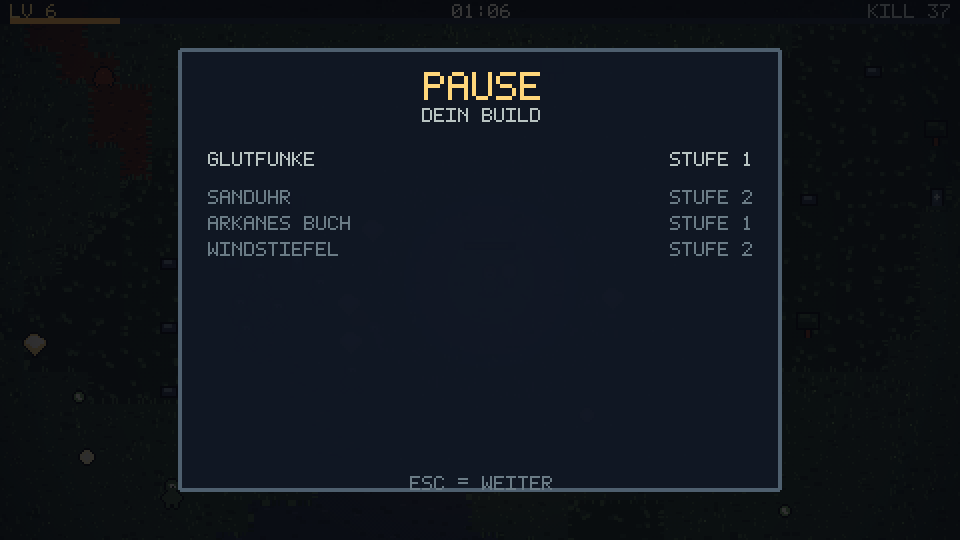 LV 6 01:06 KILL 37
PAUSE
DEIN BUILD
GLUTFUNKE STUFE 1
SANDUHR STUFE 2
ARKANES BUCH STUFE 1
WINDSTIEFEL STUFE 2
ESC = WEITER